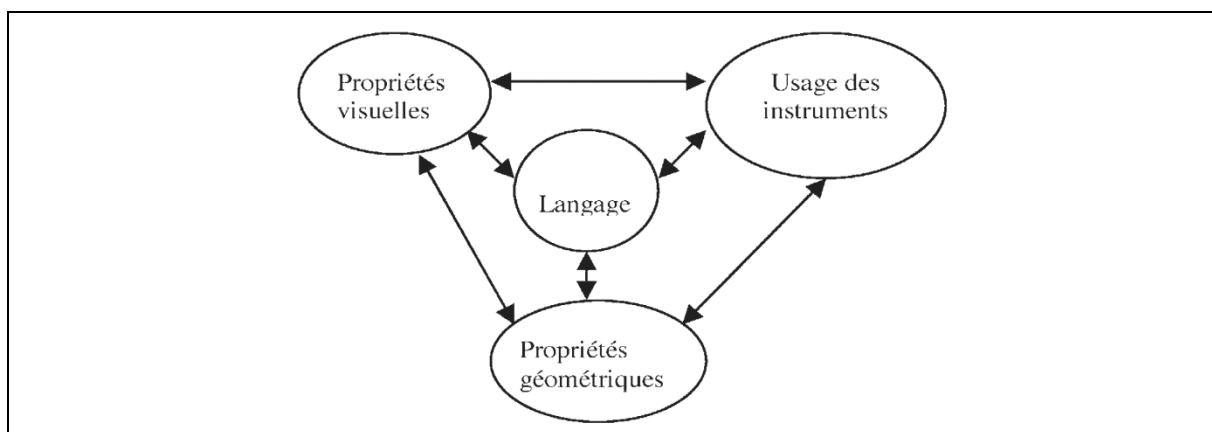 Propriétés
visuelles
Usage des
instruments
Langage
Propriétés
géométriques